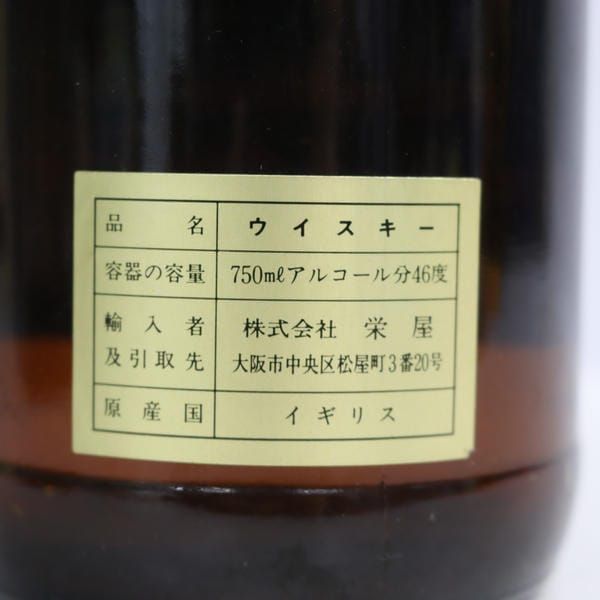 品名 ウイスキー
容器の容量 750mℓアルコール分46度
輸入者 株式会社 栄屋
及引取先 大阪市中央区松屋町3番20号
原産国 イギリス